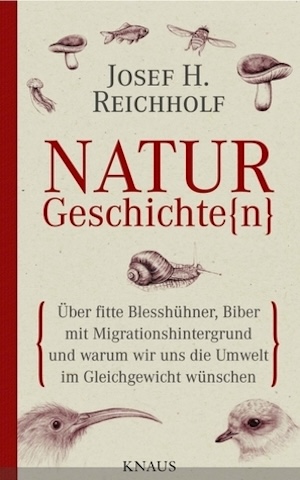 JOSEF H.
REICHHOLF
NATUR
Geschichte{n}
Über fitte Blesshühner, Biber
mit Migrationshintergrund
und warum wir uns die Umwelt
im Gleichgewicht wünschen
KNAUS